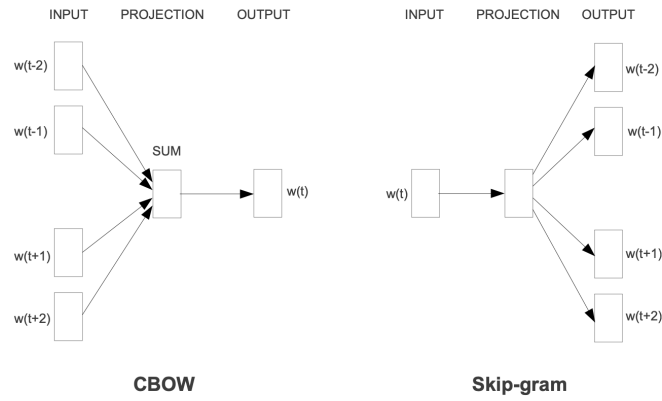 INPUT PROJECTION OUTPUT
w(t-2)
w(t-1)
SUM
w(t)
w(t+1)
w(t+2)
CBOW
INPUT PROJECTION OUTPUT
w(t-2)
w(t-1)
w(t)
w(t+1)
w(t+2)
Skip-gram